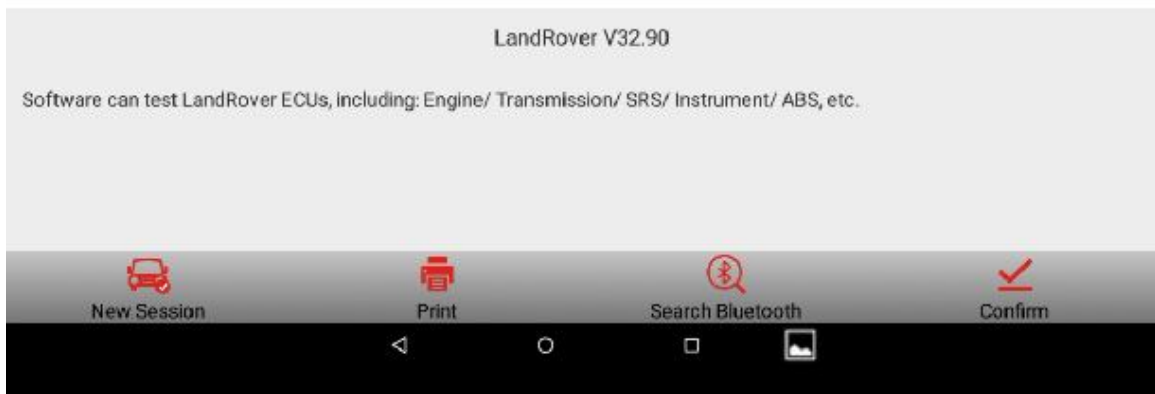 LandRover V32.90
Software can test LandRover ECUs, including: Engine/ Transmission/ SRS/ Instrument/ ABS, etc.
New Session Print Search Bluetooth Confirm